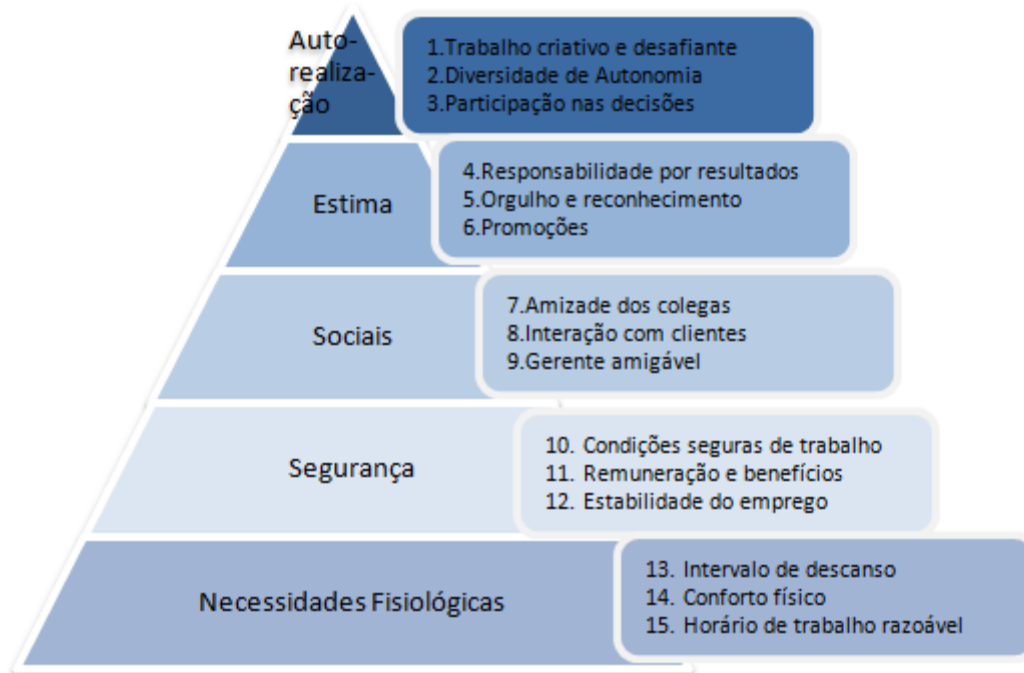 Auto-
realiza-
ção
1.Trabalho criativo e desafiante
2.Diversidade de Autonomia
3.Participação nas decisões
Estima
4.Responsabilidade por resultados
5.Orgulho e reconhecimento
6.Promoções
Sociais
7.Amizade dos colegas
8.Interação com clientes
9.Gerente amigável
Segurança
10. Condições seguras de trabalho
11. Remuneração e benefícios
12. Estabilidade do emprego
Necessidades Fisiológicas
13. Intervalo de descanso
14. Conforto físico
15. Horário de trabalho razoável